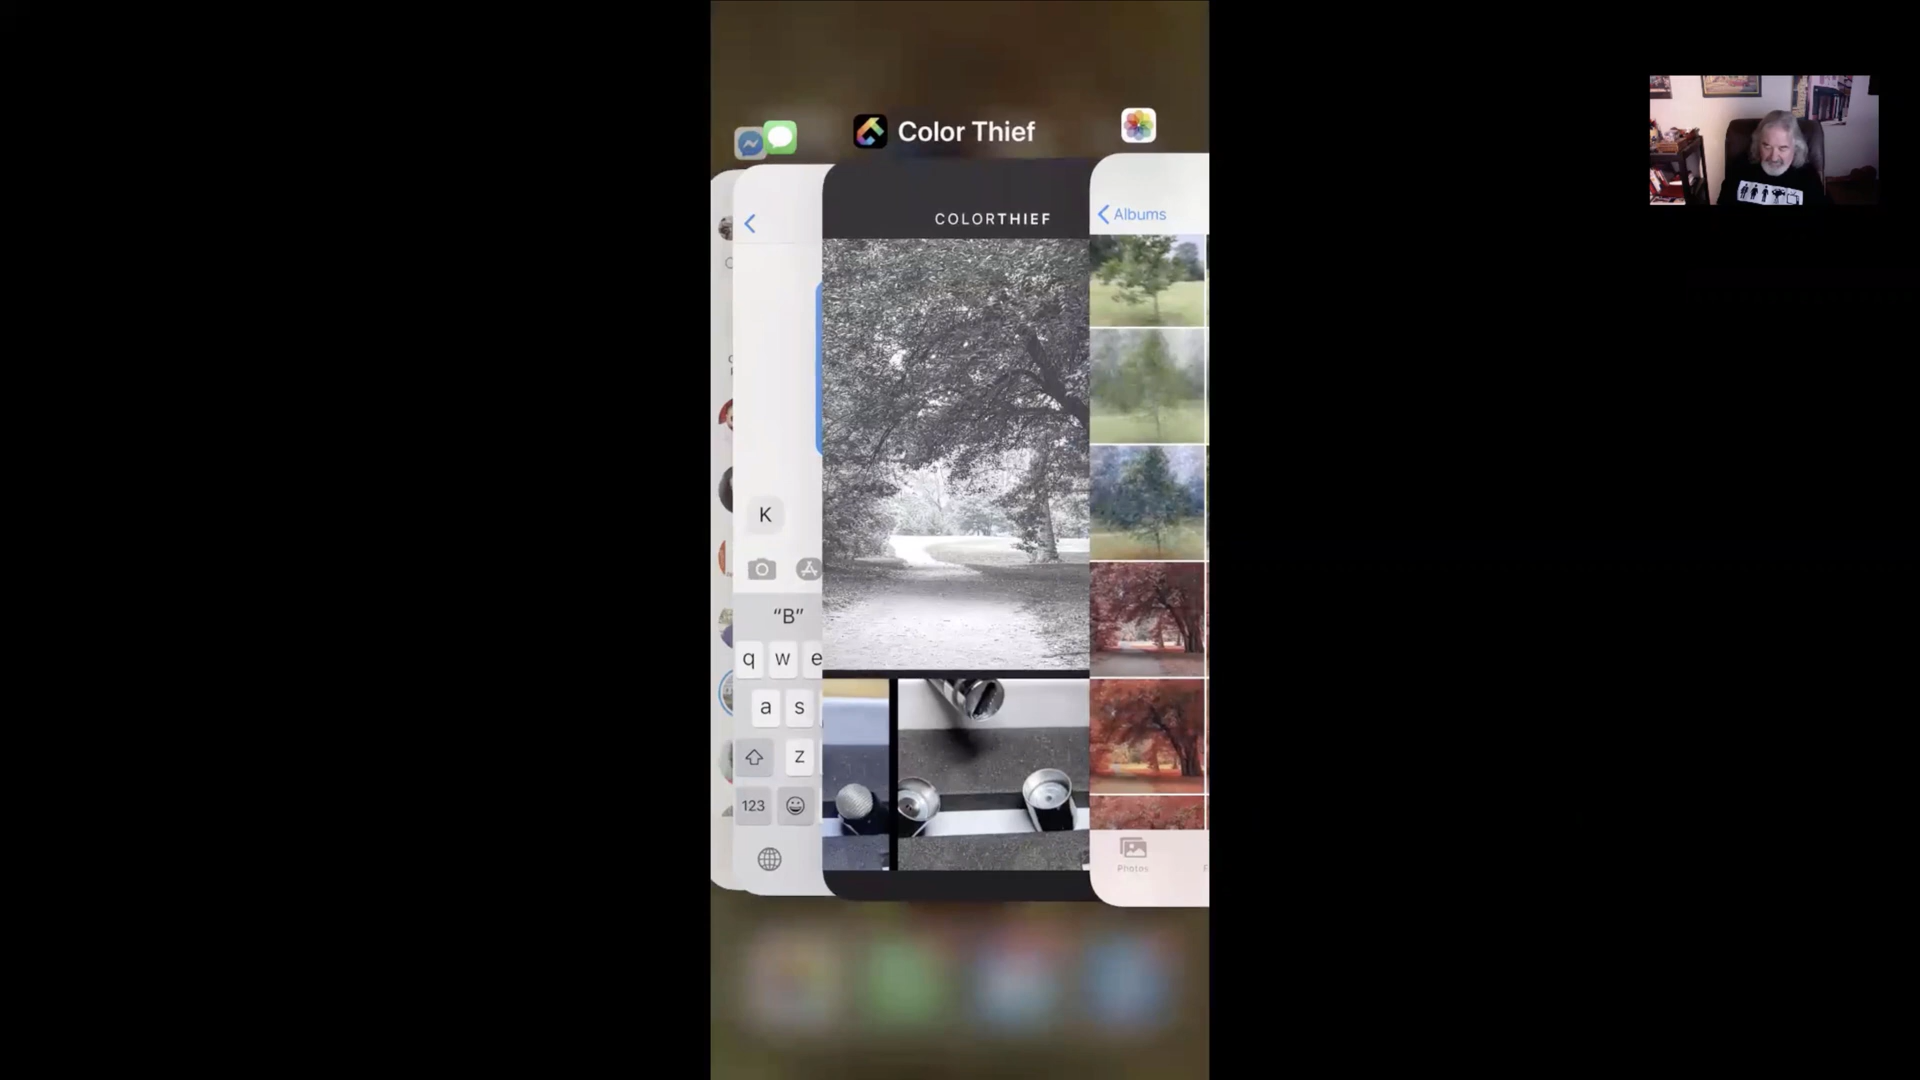 Color Thief
COLORTHIEF
Albums
K
“B”
q w e
a s
z
123
Photos